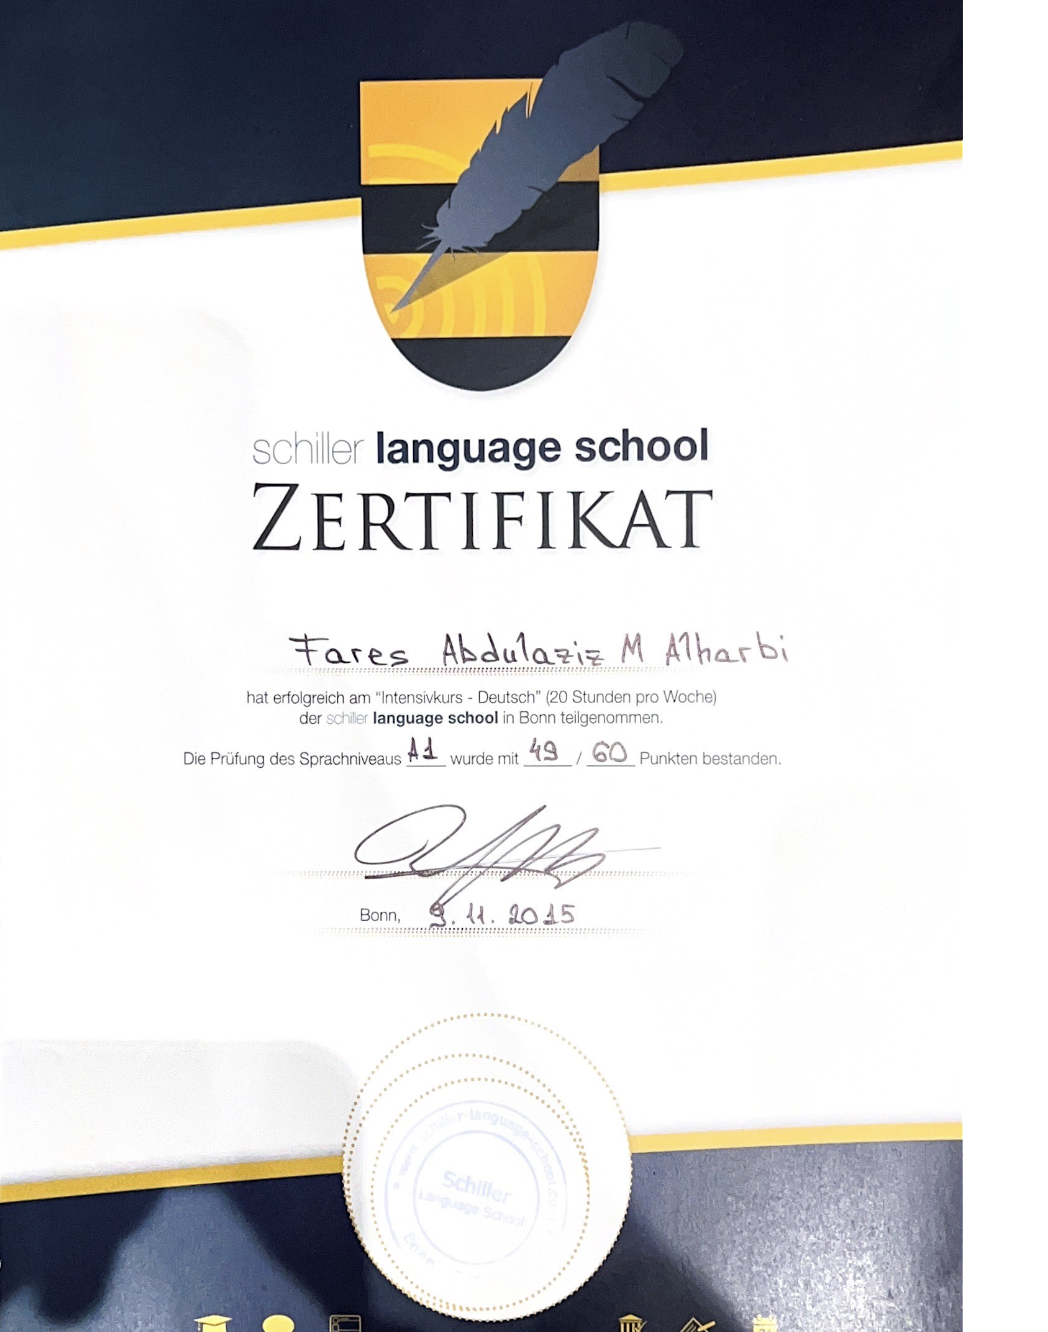 schiller language school
ZERTIFIKAT
Fares Abdulaziz M Alharbi
hat erfolgreich am “Intensivkurs - Deutsch” (20 Stunden pro Woche)
der schiller language school in Bonn teilgenommen.
Die Prüfung des Sprachniveaus A1 wurde mit 49 / 60 Punkten bestanden.
Bonn, 9.11.2015
schiller-language-school
Schiller
Language School
Bonn